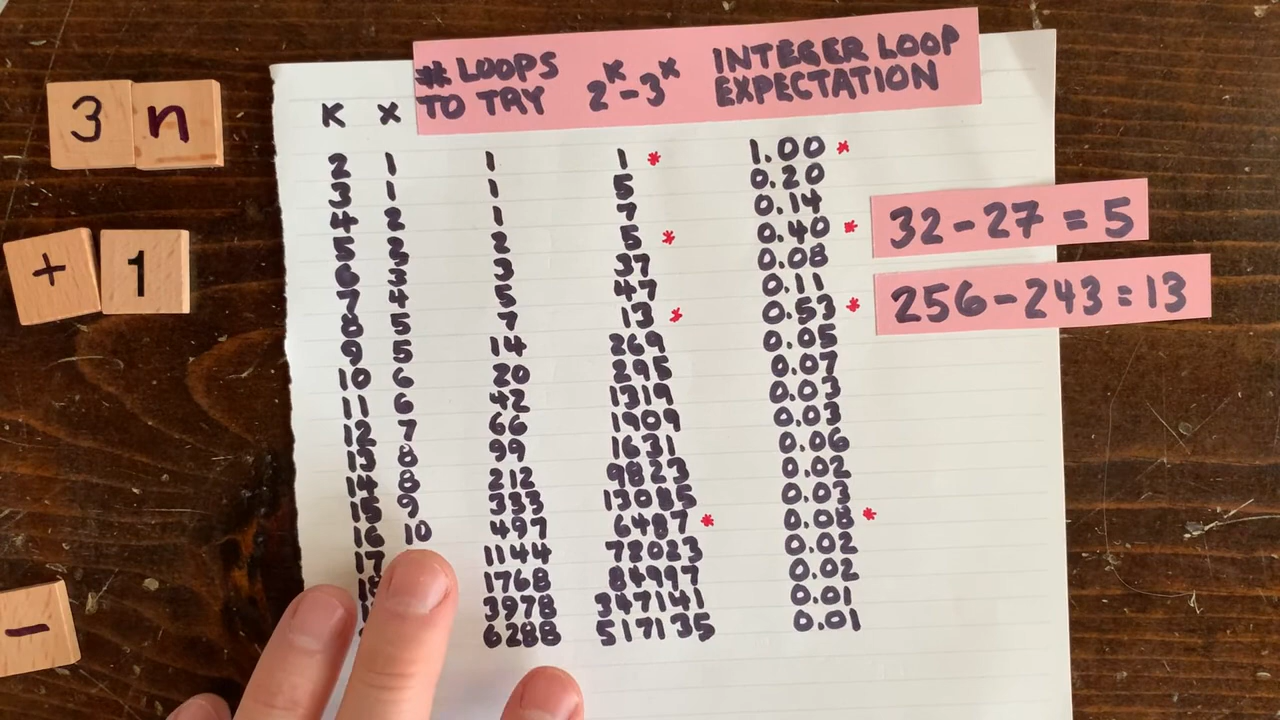 3 n
+ 1
−
K X # LOOPS TO TRY 2^K-3^X INTEGER LOOP EXPECTATION
2 1 1 1 * 1.00 *
3 1 1 5 0.20
4 2 1 7 0.14
5 3 2 5 * 0.40 *
6 3 3 37 0.08
7 4 5 47 0.11
8 5 7 13 * 0.53 *
9 5 14 269 0.05
10 6 20 295 0.07
11 6 42 1319 0.03
12 7 66 1909 0.03
13 8 99 1631 0.06
14 8 212 9823 0.02
15 9 333 13085 0.03
16 10 497 6487 * 0.08 *
17 1144 72023 0.02
1768 84997 0.02
3978 347141 0.01
6288 517135 0.01
32-27=5
256-243=13